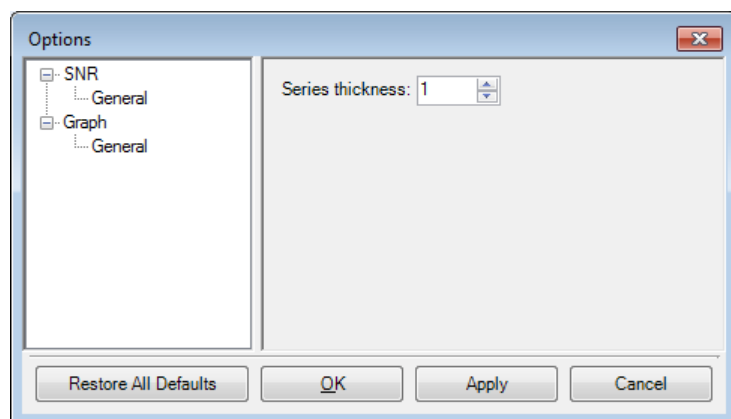 Options
SNR
General
Graph
General
Series thickness: 1
Restore All Defaults
OK
Apply
Cancel